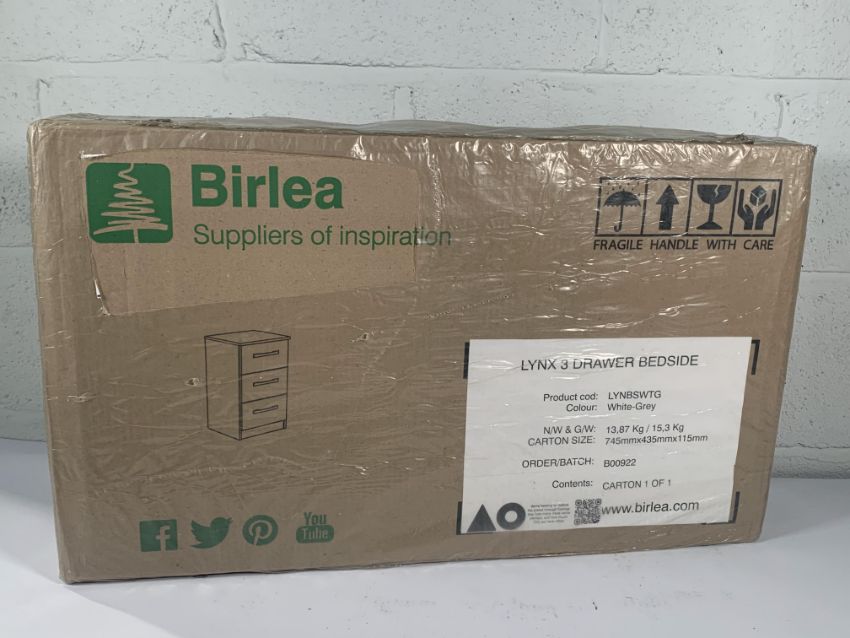 Birlea
Suppliers of inspiration
FRAGILE HANDLE WITH CARE
LYNX 3 DRAWER BEDSIDE
Product cod: LYNBSWTG
Colour: White-Grey
N/W & G/W: 13,87 Kg / 15,3 Kg
CARTON SIZE: 745mmx435mmx115mm
ORDER/BATCH: B00922
Contents: CARTON 1 OF 1
www.birlea.com
You
Tube